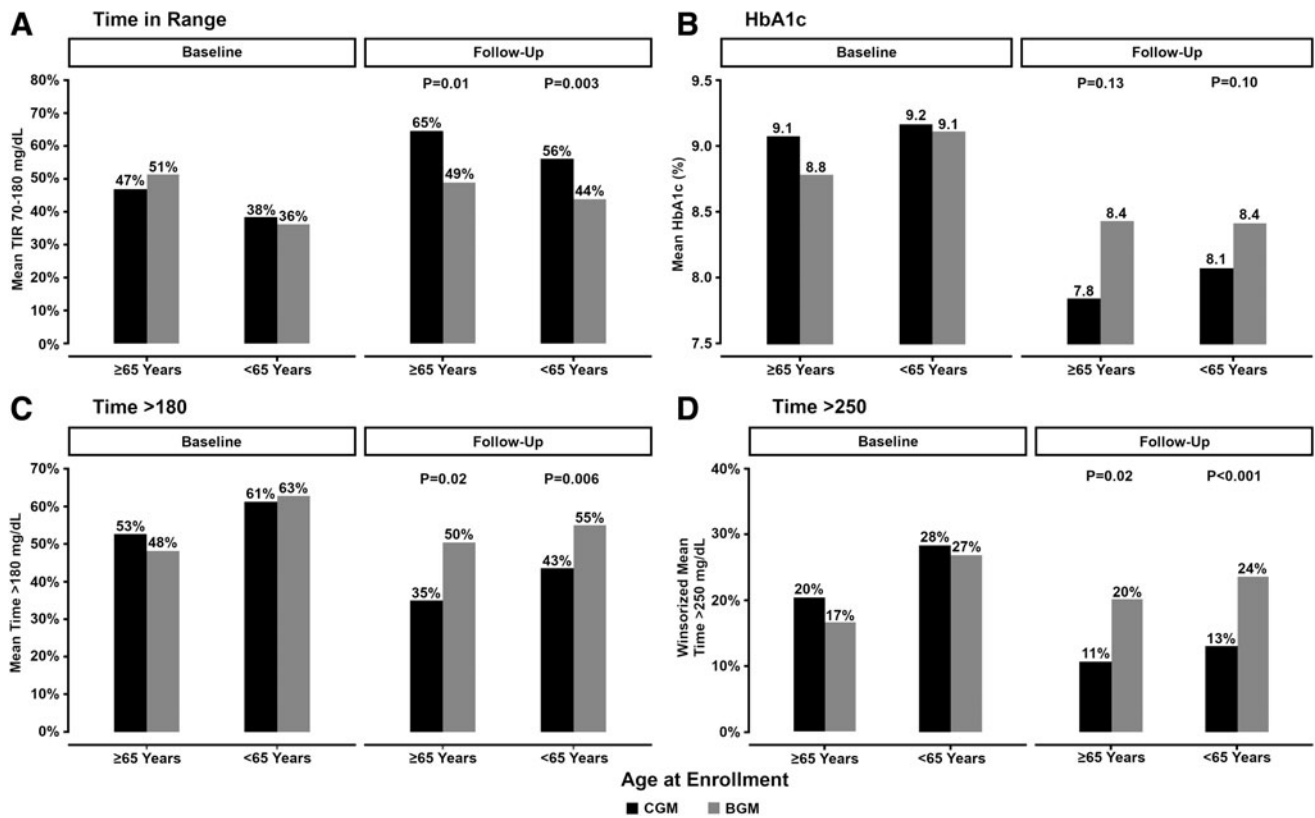 A Time in Range
Baseline Follow-Up
Mean TIR 70-180 mg/dL
80%
70%
60%
50%
40%
30%
20%
10%
0%
P=0.01 P=0.003
47% 51% 38% 36% 65% 49% 56% 44%
≥65 Years <65 Years ≥65 Years <65 Years
B HbA1c
Baseline Follow-Up
Mean HbA1c (%)
9.5
9.0
8.5
8.0
7.5
P=0.13 P=0.10
9.1 8.8 9.2 9.1 7.8 8.4 8.1 8.4
≥65 Years <65 Years ≥65 Years <65 Years
C Time >180
Baseline Follow-Up
Mean Time >180 mg/dL
70%
60%
50%
40%
30%
20%
10%
0%
P=0.02 P=0.006
53% 48% 61% 63% 35% 50% 43% 55%
≥65 Years <65 Years ≥65 Years <65 Years
D Time >250
Baseline Follow-Up
Winsorized Mean
Time >250 mg/dL
40%
30%
20%
10%
0%
P=0.02 P<0.001
20% 17% 28% 27% 11% 20% 13% 24%
≥65 Years <65 Years ≥65 Years <65 Years
Age at Enrollment
CGM BGM